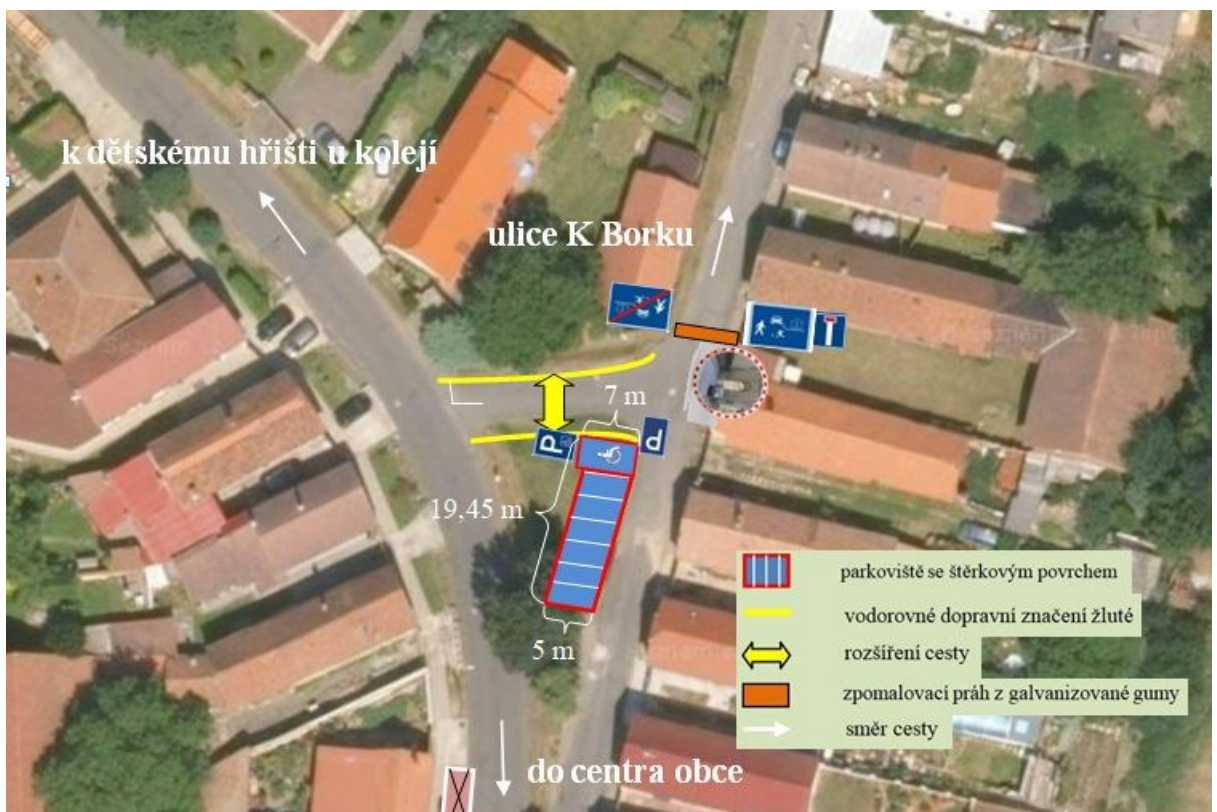 k dětskému hřišti u kolejí
ulice K Borku
7 m
P
P
19,45 m
5 m
parkoviště se štěrkovým povrchem
vodorovné dopravní značení žluté
rozšíření cesty
zpomalovací práh z galvanizované gumy
směr cesty
do centra obce